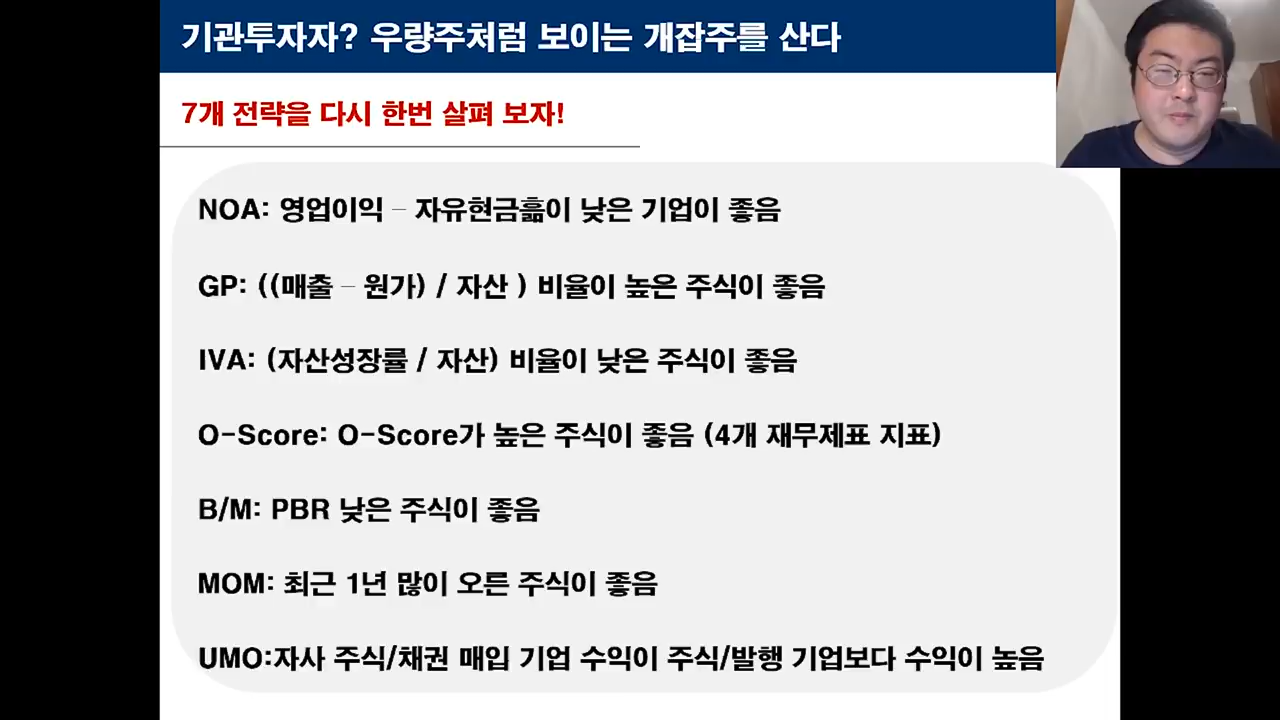 기관투자자? 우량주처럼 보이는 개잡주를 산다
7개 전략을 다시 한번 살펴 보자!
NOA: 영업이익 – 자유현금흚이 낮은 기업이 좋음
GP: ((매출 – 원가) / 자산 ) 비율이 높은 주식이 좋음
IVA: (자산성장률 / 자산) 비율이 낮은 주식이 좋음
O-Score: O-Score가 높은 주식이 좋음 (4개 재무제표 지표)
B/M: PBR 낮은 주식이 좋음
MOM: 최근 1년 많이 오른 주식이 좋음
UMO:자사 주식/채권 매입 기업 수익이 주식/발행 기업보다 수익이 높음